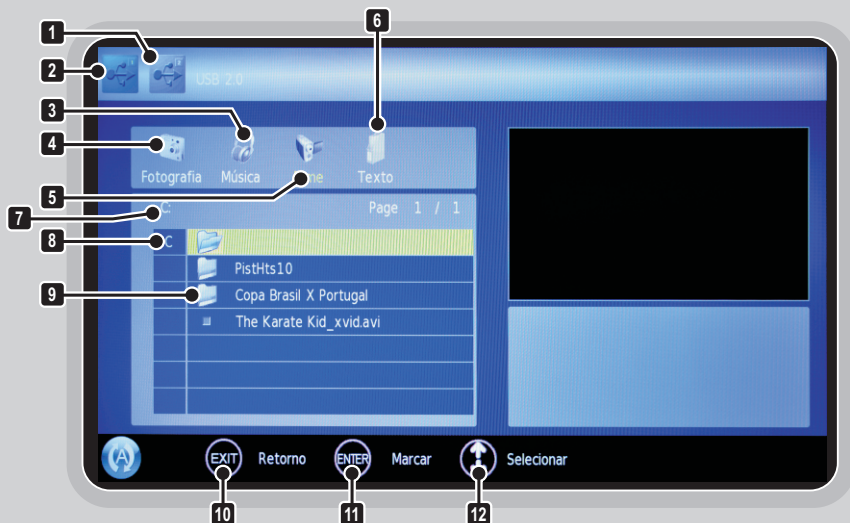 1
6
2
USB 2.0
3
4
Fotografia Música Texto
5
7
C: Page 1 / 1
8
C
PistHts10
9
Copa Brasil X Portugal
The Karate Kid_xvid.avi
A
EXIT Retorno ENTER Marcar Selecionar
10 11 12